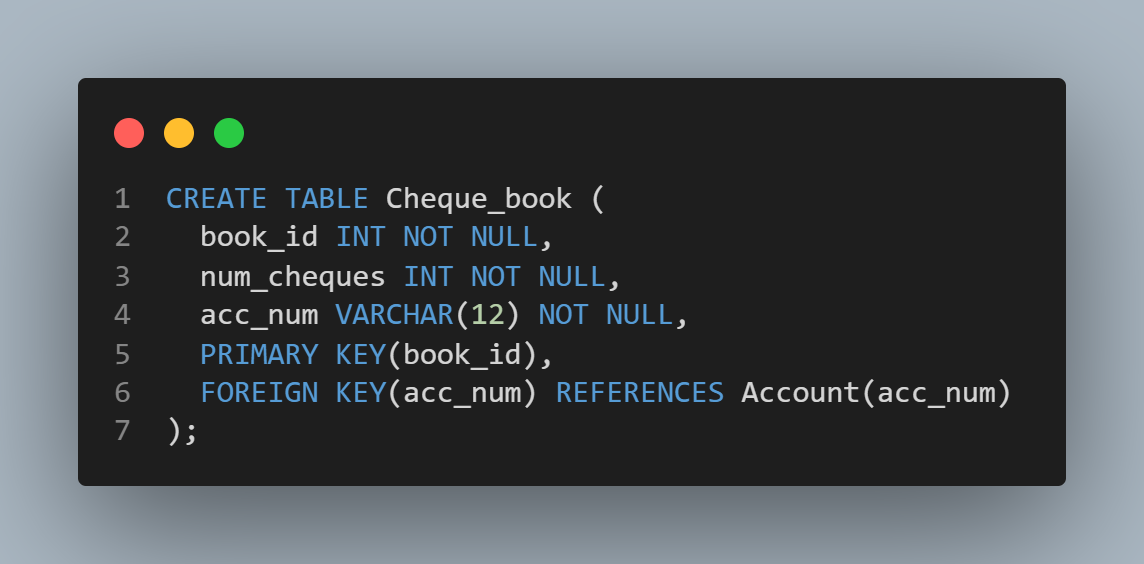 1 CREATE TABLE Cheque_book (
2   book_id INT NOT NULL,
3   num_cheques INT NOT NULL,
4   acc_num VARCHAR(12) NOT NULL,
5   PRIMARY KEY(book_id),
6   FOREIGN KEY(acc_num) REFERENCES Account(acc_num)
7 );